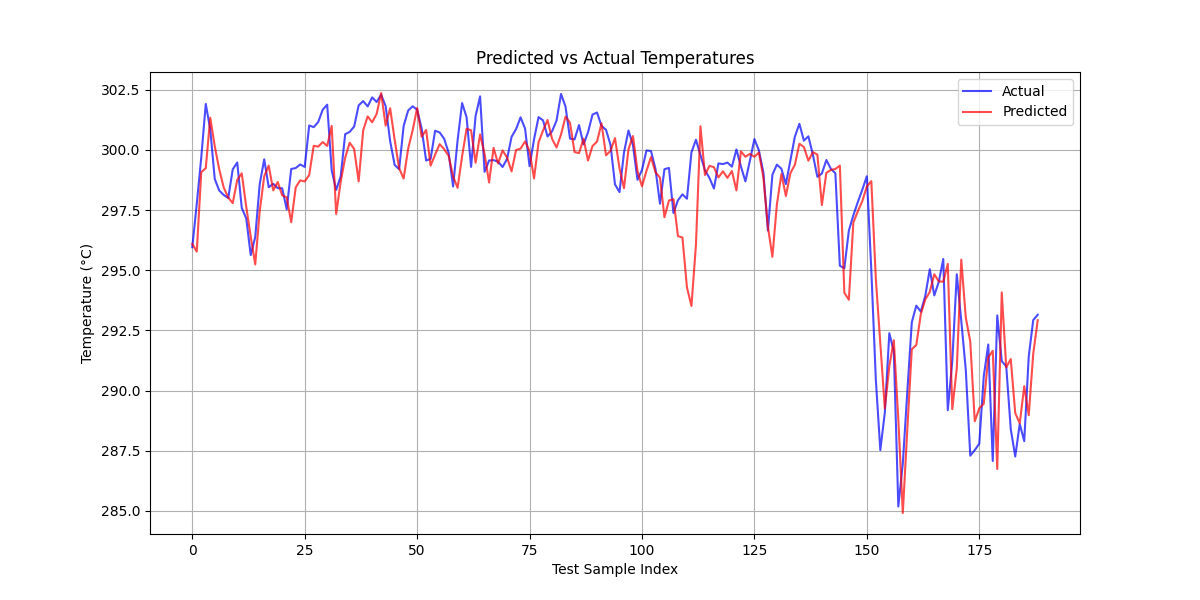 Predicted vs Actual Temperatures
Actual
Predicted
Temperature (°C)
302.5
300.0
297.5
295.0
292.5
290.0
287.5
285.0
0 25 50 75 100 125 150 175
Test Sample Index